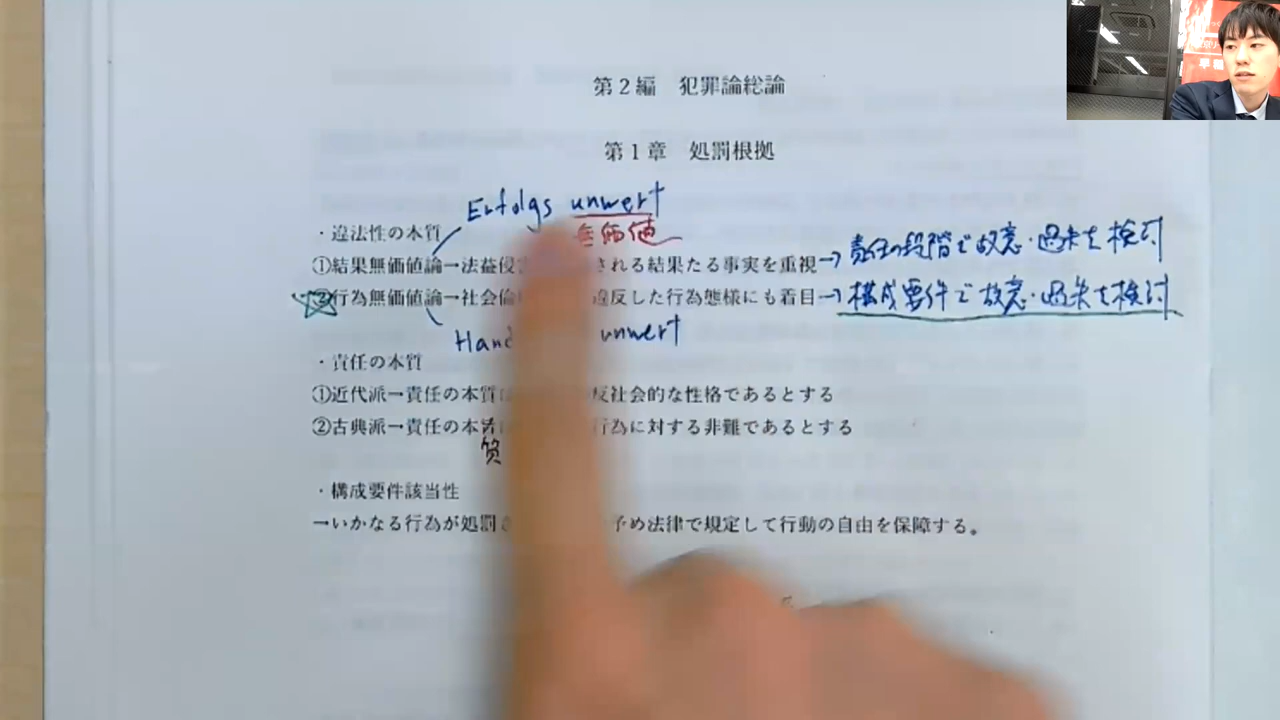 第2編 犯罪論総論
第1章 処罰根拠
Erfolgs unwert
・違法性の本質
無価値
①結果無価値論→法益侵 される結果たる事実を重視→責任の段階で故意・過失を検討
②行為無価値論→社会倫 違反した行為態様にも着目→構成要件で故意・過失を検討
Hand unwert
・責任の本質
①近代派→責任の本質 反社会的な性格であるとする
②古典派→責任の本 行為に対する非難であるとする
質
・構成要件該当性
→いかなる行為が処罰 予め法律で規定して行動の自由を保障する。